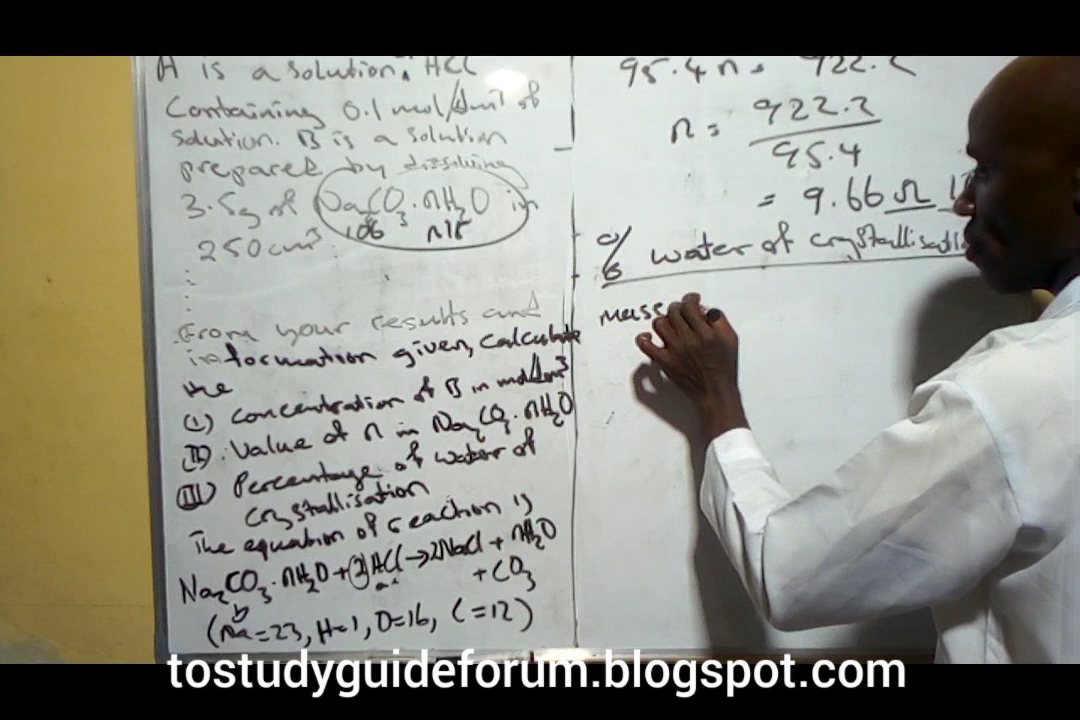 A is a solution, HCl
Containing 0.1 mol/dm³ of
solution. B is a solution
prepared by dissolving
3.5g of Na₂CO₃.nH₂O in
106 n18
250cm³
From your results and
information given, calculate
the
(I) concentration of B in mol/dm³
(II) Value of n in Na₂CO₃.nH₂O
(III) Percentage of water of
crystallisation
The equation of reaction is
Na₂CO₃.nH₂O + 2HCl → 2NaCl + nH₂O
+ CO₃
b
(Na=23, H=1, O=16, C=12)
95.4n =
n = 922.2
95.4
= 9.66
% water of crystallisatio
mass
tostudyguideforum.blogspot.com